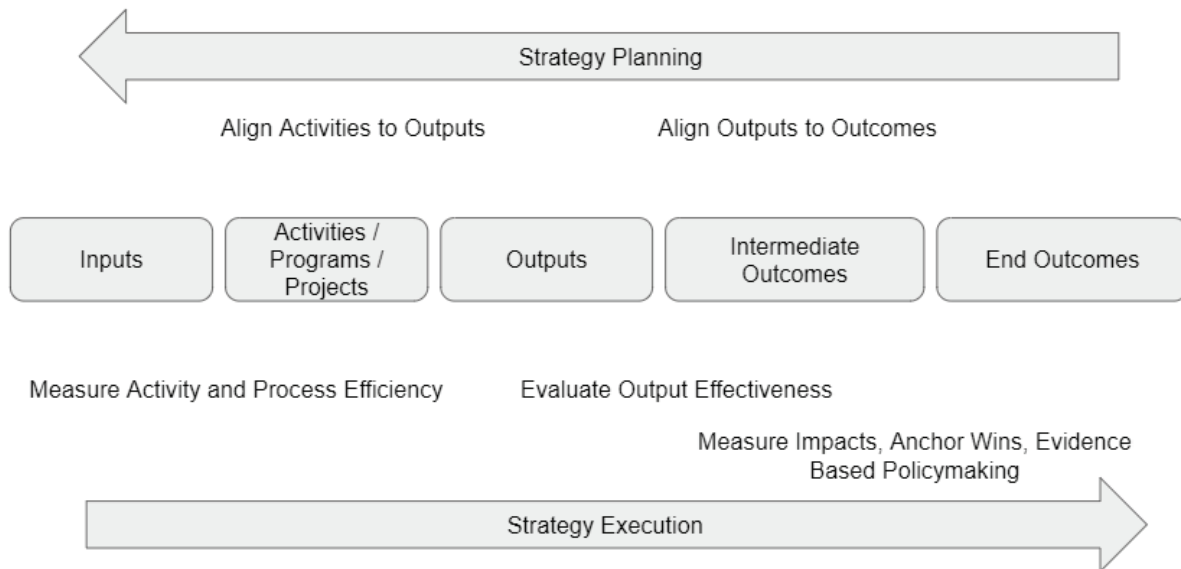 Strategy Planning
Align Activities to Outputs
Align Outputs to Outcomes
Inputs
Activities /
Programs /
Projects
Outputs
Intermediate
Outcomes
End Outcomes
Measure Activity and Process Efficiency
Evaluate Output Effectiveness
Measure Impacts, Anchor Wins, Evidence
Based Policymaking
Strategy Execution